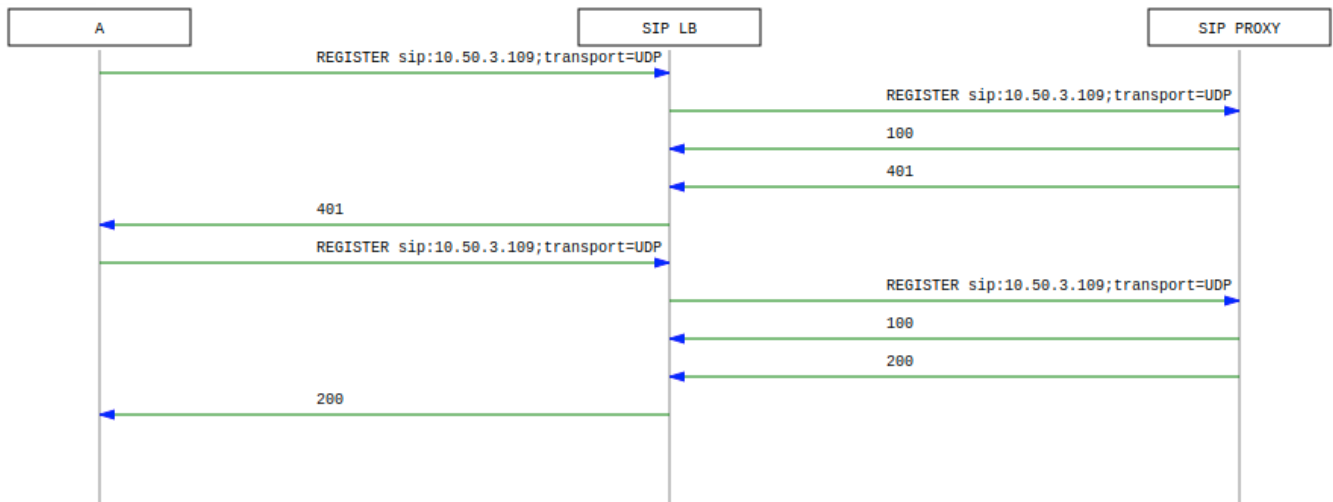 A
SIP LB
SIP PROXY
REGISTER sip:10.50.3.109;transport=UDP
REGISTER sip:10.50.3.109;transport=UDP
100
401
401
REGISTER sip:10.50.3.109;transport=UDP
REGISTER sip:10.50.3.109;transport=UDP
100
200
200